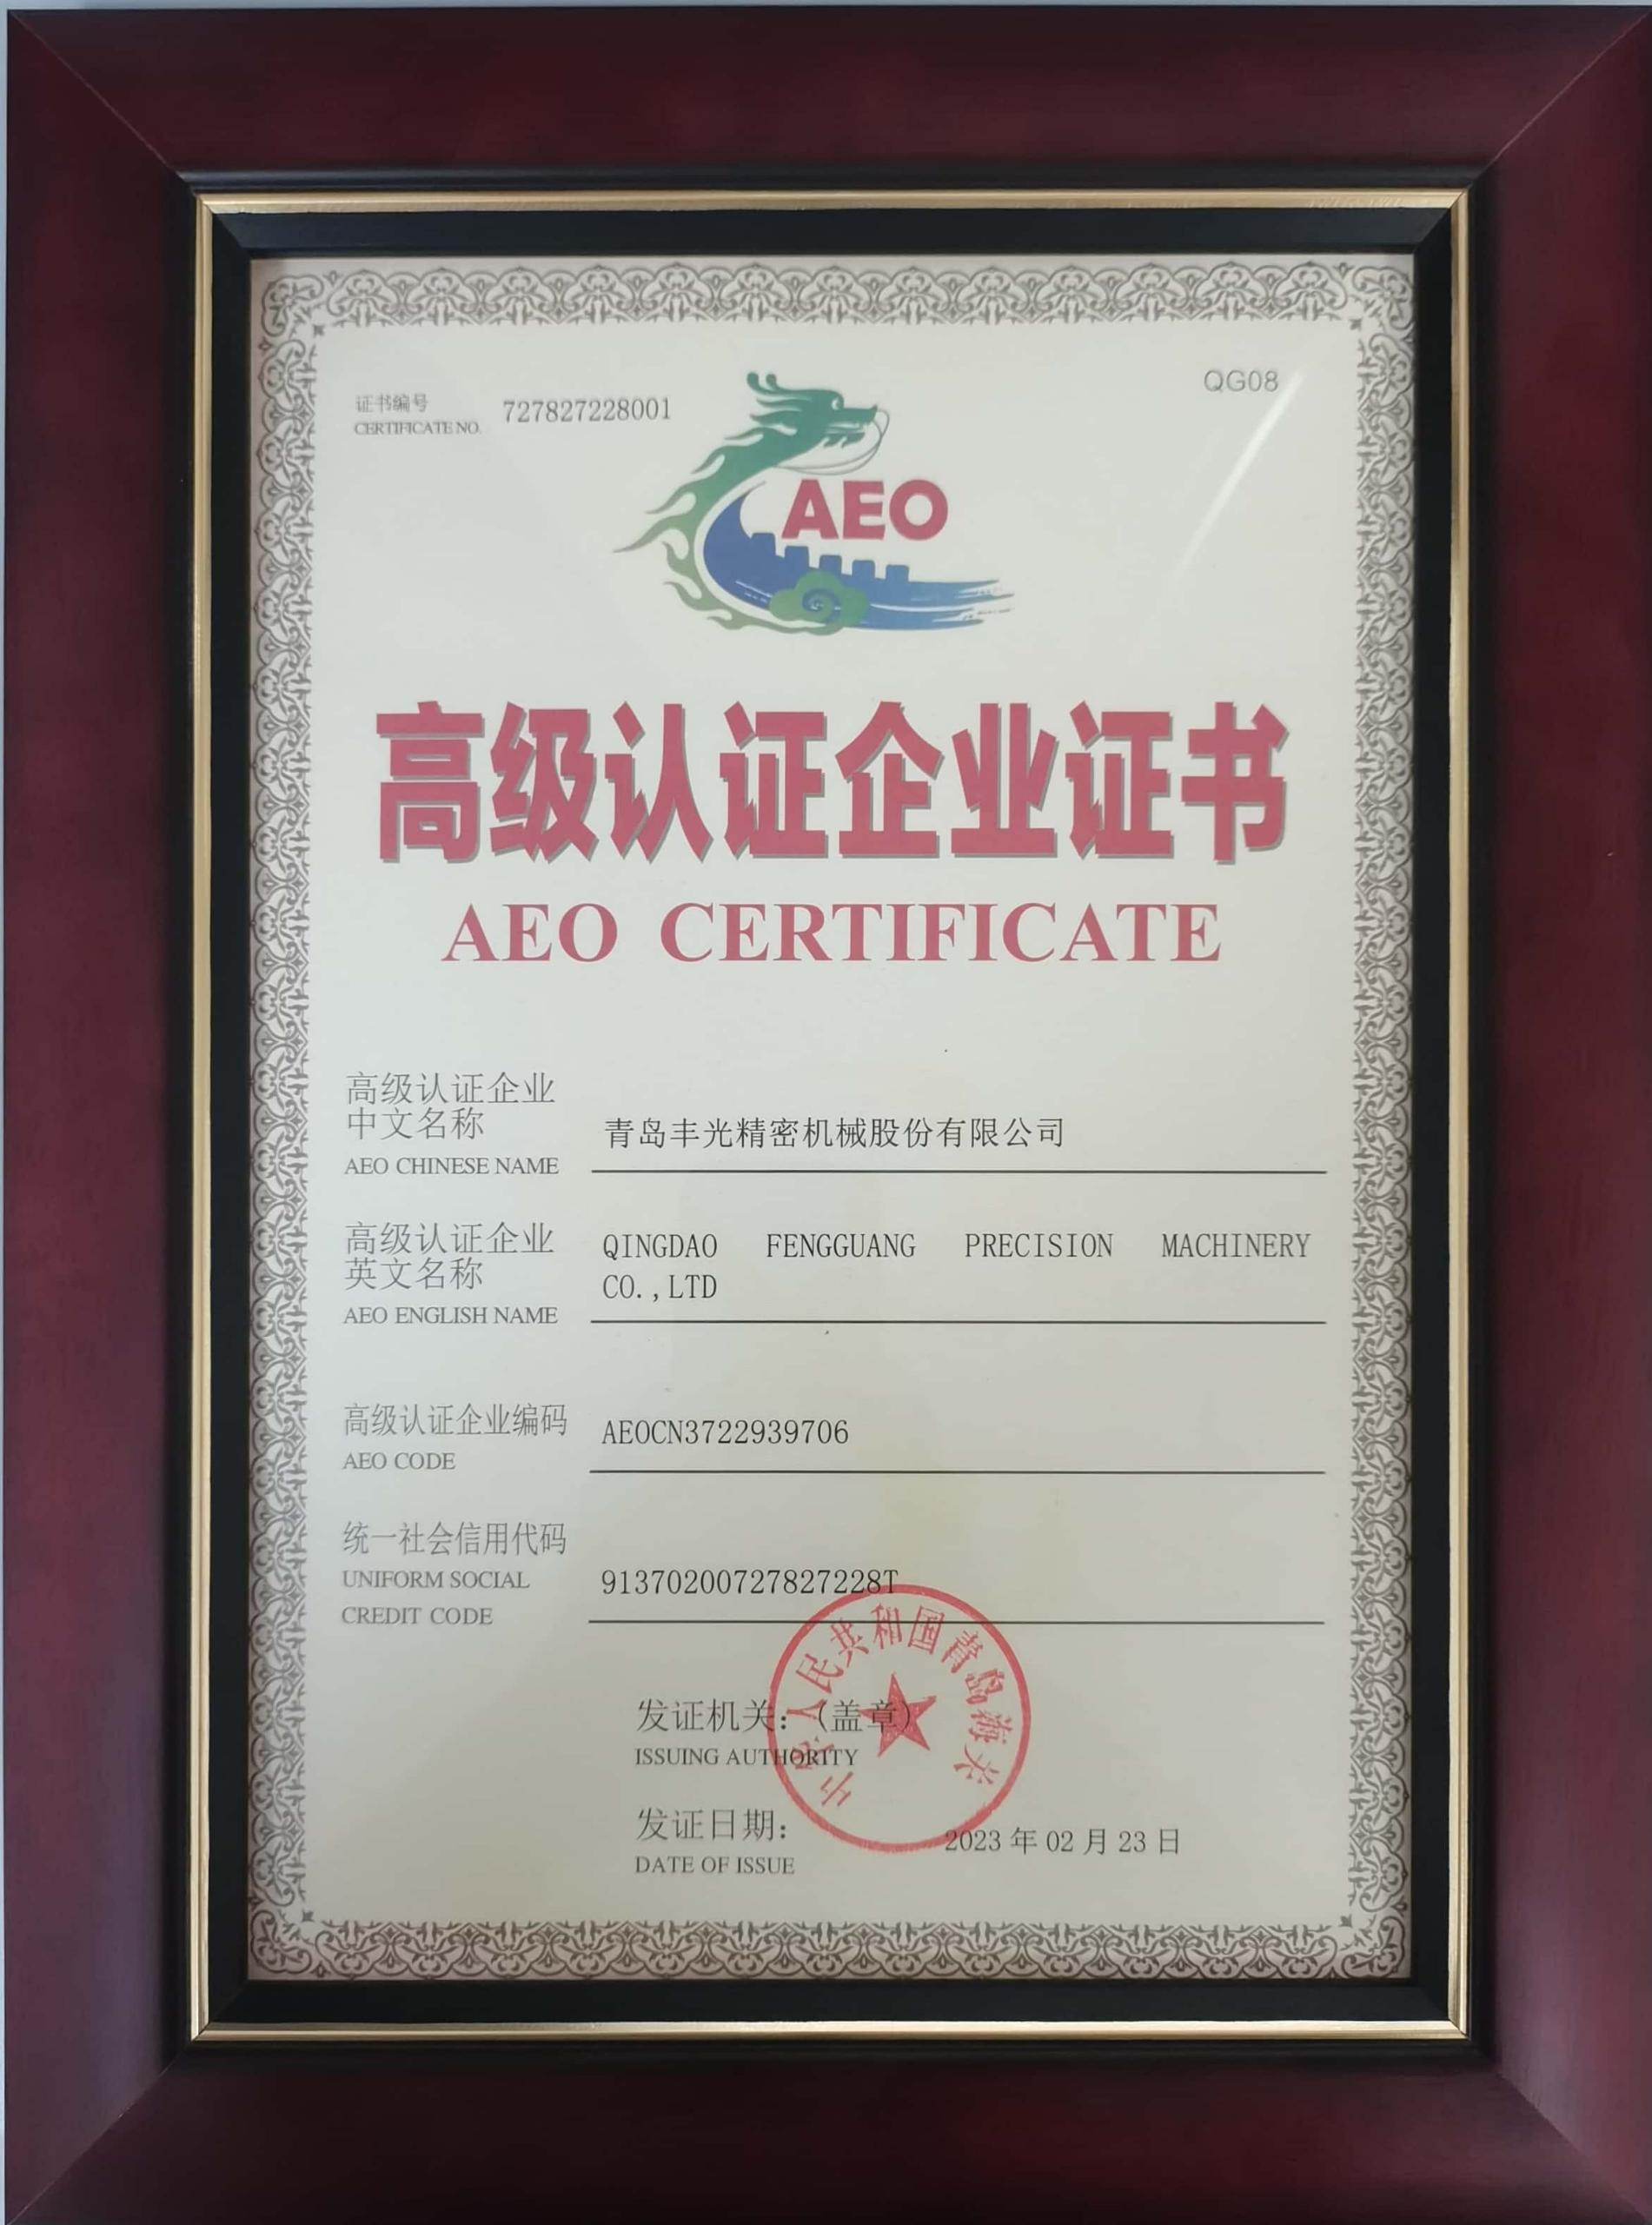 证书编号
CERTIFICATE NO.
727827228001
QG08
AEO
高级认证企业证书
AEO CERTIFICATE
高级认证企业
中文名称
AEO CHINESE NAME
青岛丰光精密机械股份有限公司
高级认证企业
英文名称
AEO ENGLISH NAME
QINGDAO FENGGUANG PRECISION MACHINERY
CO.,LTD
高级认证企业编码
AEO CODE
AEOCN3722939706
统一社会信用代码
UNIFORM SOCIAL
CREDIT CODE
91370200727827228T
发证机关：（盖章）
ISSUING AUTHORITY
中华人民共和国青岛海关
发证日期：
DATE OF ISSUE
2023 年 02 月 23 日